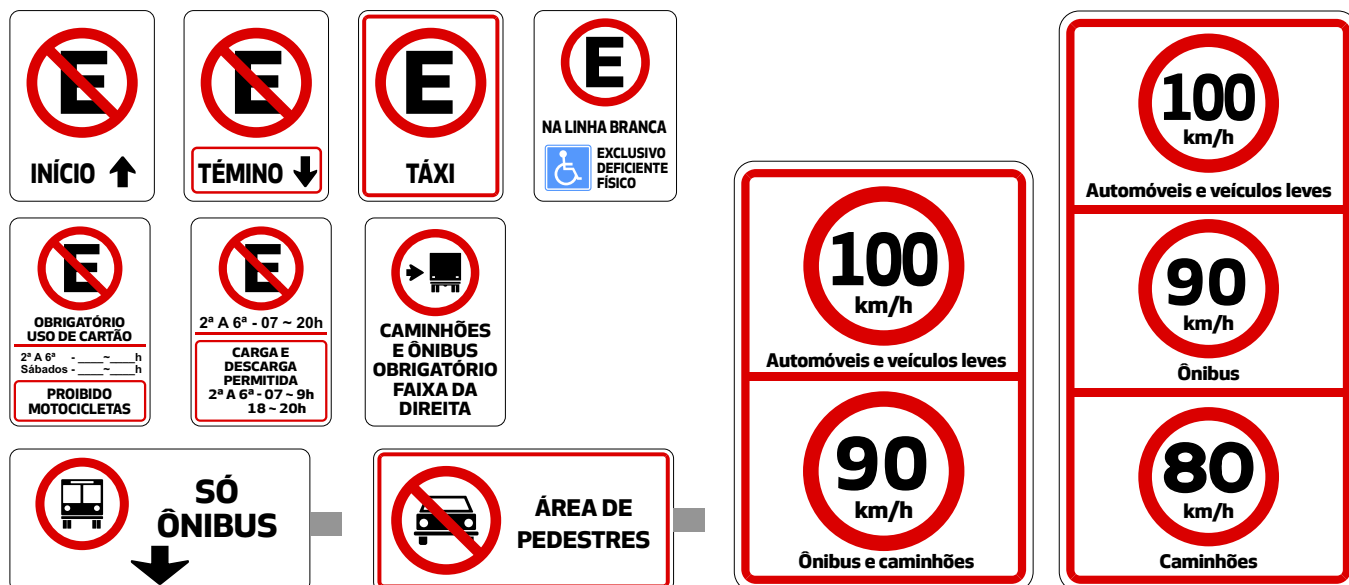 E
INÍCIO
E
TÉMINO
E
TÁXI
E
NA LINHA BRANCA
EXCLUSIVO
DEFICIENTE
FÍSICO
E
OBRIGATÓRIO
USO DE CARTÃO
2ª A 6ª - ____~____h
Sábados - ____~____h
PROIBIDO
MOTOCICLETAS
E
2ª A 6ª - 07 ~ 20h
CARGA E
DESCARGA
PERMITIDA
2ª A 6ª - 07 ~ 9h
18 ~ 20h
CAMINHÕES
E ÔNIBUS
OBRIGATÓRIO
FAIXA DA
DIREITA
SÓ
ÔNIBUS
ÁREA DE
PEDESTRES
100
km/h
Automóveis e veículos leves
90
km/h
Ônibus e caminhões
100
km/h
Automóveis e veículos leves
90
km/h
Ônibus
80
km/h
Caminhões